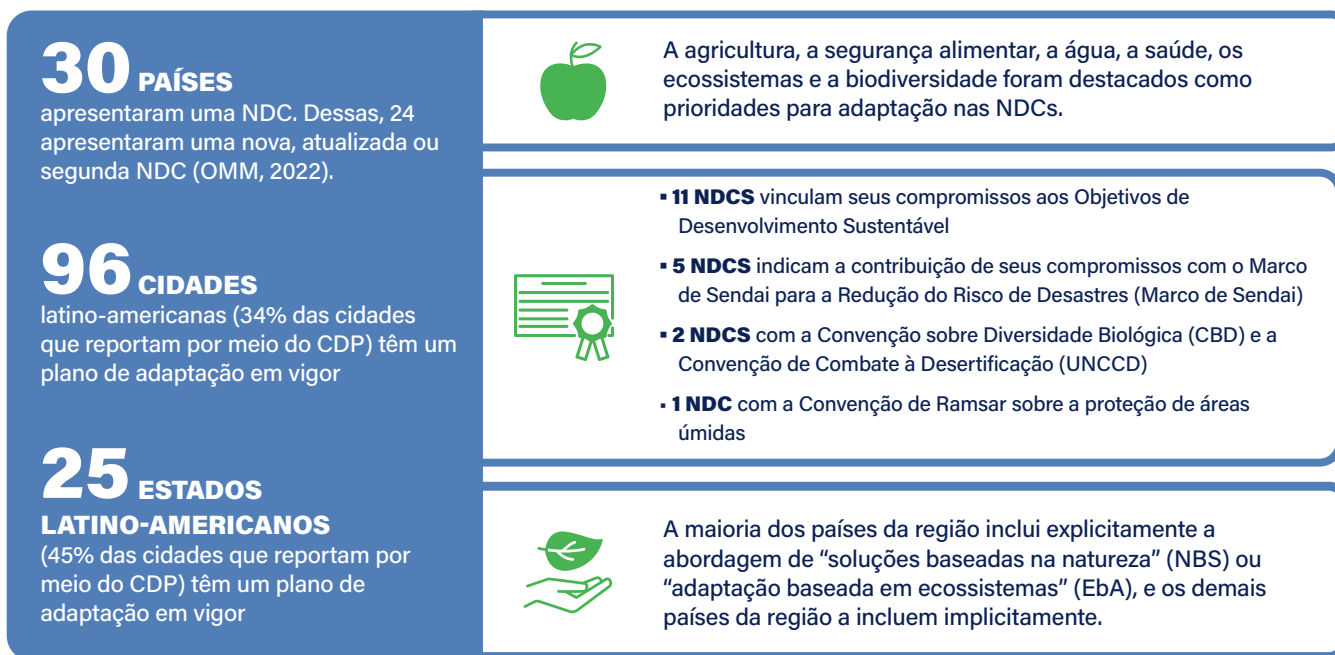 30 PAÍSES
apresentaram uma NDC. Dessas, 24
apresentaram uma nova, atualizada ou
segunda NDC (OMM, 2022).
96 CIDADES
latino-americanas (34% das cidades
que reportam por meio do CDP) têm um
plano de adaptação em vigor
25 ESTADOS
LATINO-AMERICANOS
(45% das cidades que reportam por
meio do CDP) têm um plano de
adaptação em vigor
A agricultura, a segurança alimentar, a água, a saúde, os
ecossistemas e a biodiversidade foram destacados como
prioridades para adaptação nas NDCs.
▪ 11 NDCS vinculam seus compromissos aos Objetivos de
Desenvolvimento Sustentável
▪ 5 NDCS indicam a contribuição de seus compromissos com o Marco
de Sendai para a Redução do Risco de Desastres (Marco de Sendai)
▪ 2 NDCS com a Convenção sobre Diversidade Biológica (CBD) e a
Convenção de Combate à Desertificação (UNCCD)
▪ 1 NDC com a Convenção de Ramsar sobre a proteção de áreas
úmidas
A maioria dos países da região inclui explicitamente a
abordagem de “soluções baseadas na natureza” (NBS) ou
“adaptação baseada em ecossistemas” (EbA), e os demais
países da região a incluem implicitamente.